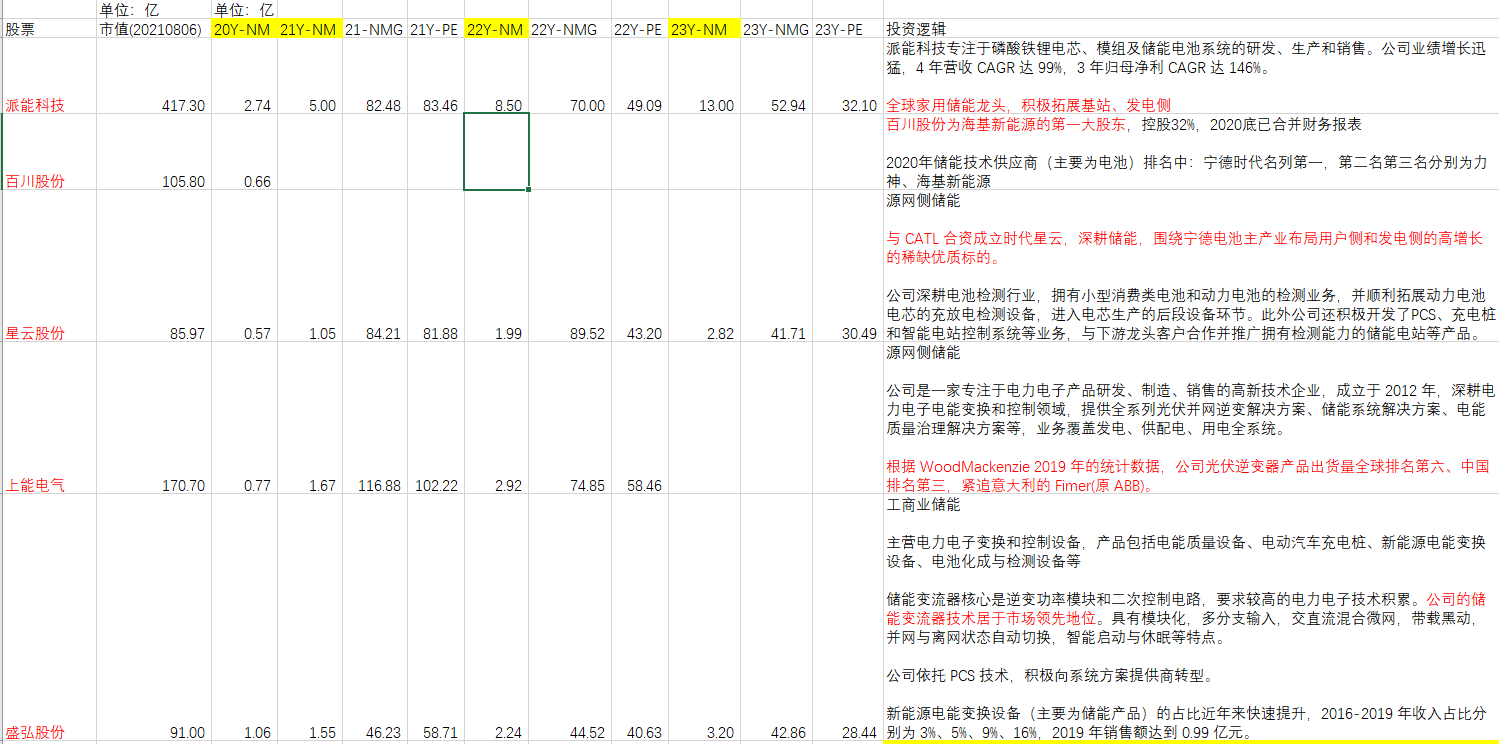 单位：亿 单位：亿
股票 市值(20210806) 20Y-NM 21Y-NM 21-NMG 21Y-PE 22Y-NM 22Y-NMG 22Y-PE 23Y-NM 23Y-NMG 23Y-PE 投资逻辑
派能科技专注于磷酸铁锂电芯、模组及储能电池系统的研发、生产和销售。公司业绩增长迅
猛，4 年营收 CAGR 达 99%，3 年归母净利 CAGR 达 146%。
派能科技 417.30 2.74 5.00 82.48 83.46 8.50 70.00 49.09 13.00 52.94 32.10 全球家用储能龙头，积极拓展基站、发电侧
百川股份为海基新能源的第一大股东，控股32%，2020底已合并财务报表
2020年储能技术供应商（主要为电池）排名中：宁德时代名列第一，第二名第三名分别为力
百川股份 105.80 0.66 神、海基新能源
源网侧储能
与 CATL 合资成立时代星云，深耕储能，围绕宁德电池主产业布局用户侧和发电侧的高增长
的稀缺优质标的。
公司深耕电池检测行业，拥有小型消费类电池和动力电池的检测业务，并顺利拓展动力电池
电芯的充放电检测设备，进入电芯生产的后段设备环节。此外公司还积极开发了PCS、充电桩
星云股份 85.97 0.57 1.05 84.21 81.88 1.99 89.52 43.20 2.82 41.71 30.49 和智能电站控制系统等业务，与下游龙头客户合作并推广拥有检测能力的储能电站等产品。
源网侧储能
公司是一家专注于电力电子产品研发、制造、销售的高新技术企业，成立于 2012 年，深耕电
力电子电能变换和控制领域，提供全系列光伏并网逆变解决方案、储能系统解决方案、电能
质量治理解决方案等，业务覆盖发电、供配电、用电全系统。
根据 WoodMackenzie 2019 年的统计数据，公司光伏逆变器产品出货量全球排名第六、中国
上能电气 170.70 0.77 1.67 116.88 102.22 2.92 74.85 58.46 排名第三，紧追意大利的 Fimer(原 ABB)。
工商业储能
主营电力电子变换和控制设备，产品包括电能质量设备、电动汽车充电桩、新能源电能变换
设备、电池化成与检测设备等
储能变流器核心是逆变功率模块和二次控制电路，要求较高的电力电子技术积累。公司的储
能变流器技术居于市场领先地位。具有模块化，多分支输入，交直流混合微网，带载黑动，
并网与离网状态自动切换，智能启动与休眠等特点。
公司依托 PCS 技术，积极向系统方案提供商转型。
新能源电能变换设备（主要为储能产品）的占比近年来快速提升，2016-2019 年收入占比分
盛弘股份 91.00 1.06 1.55 46.23 58.71 2.24 44.52 40.63 3.20 42.86 28.44 别为 3%、5%、9%、16%，2019 年销售额达到 0.99 亿元。